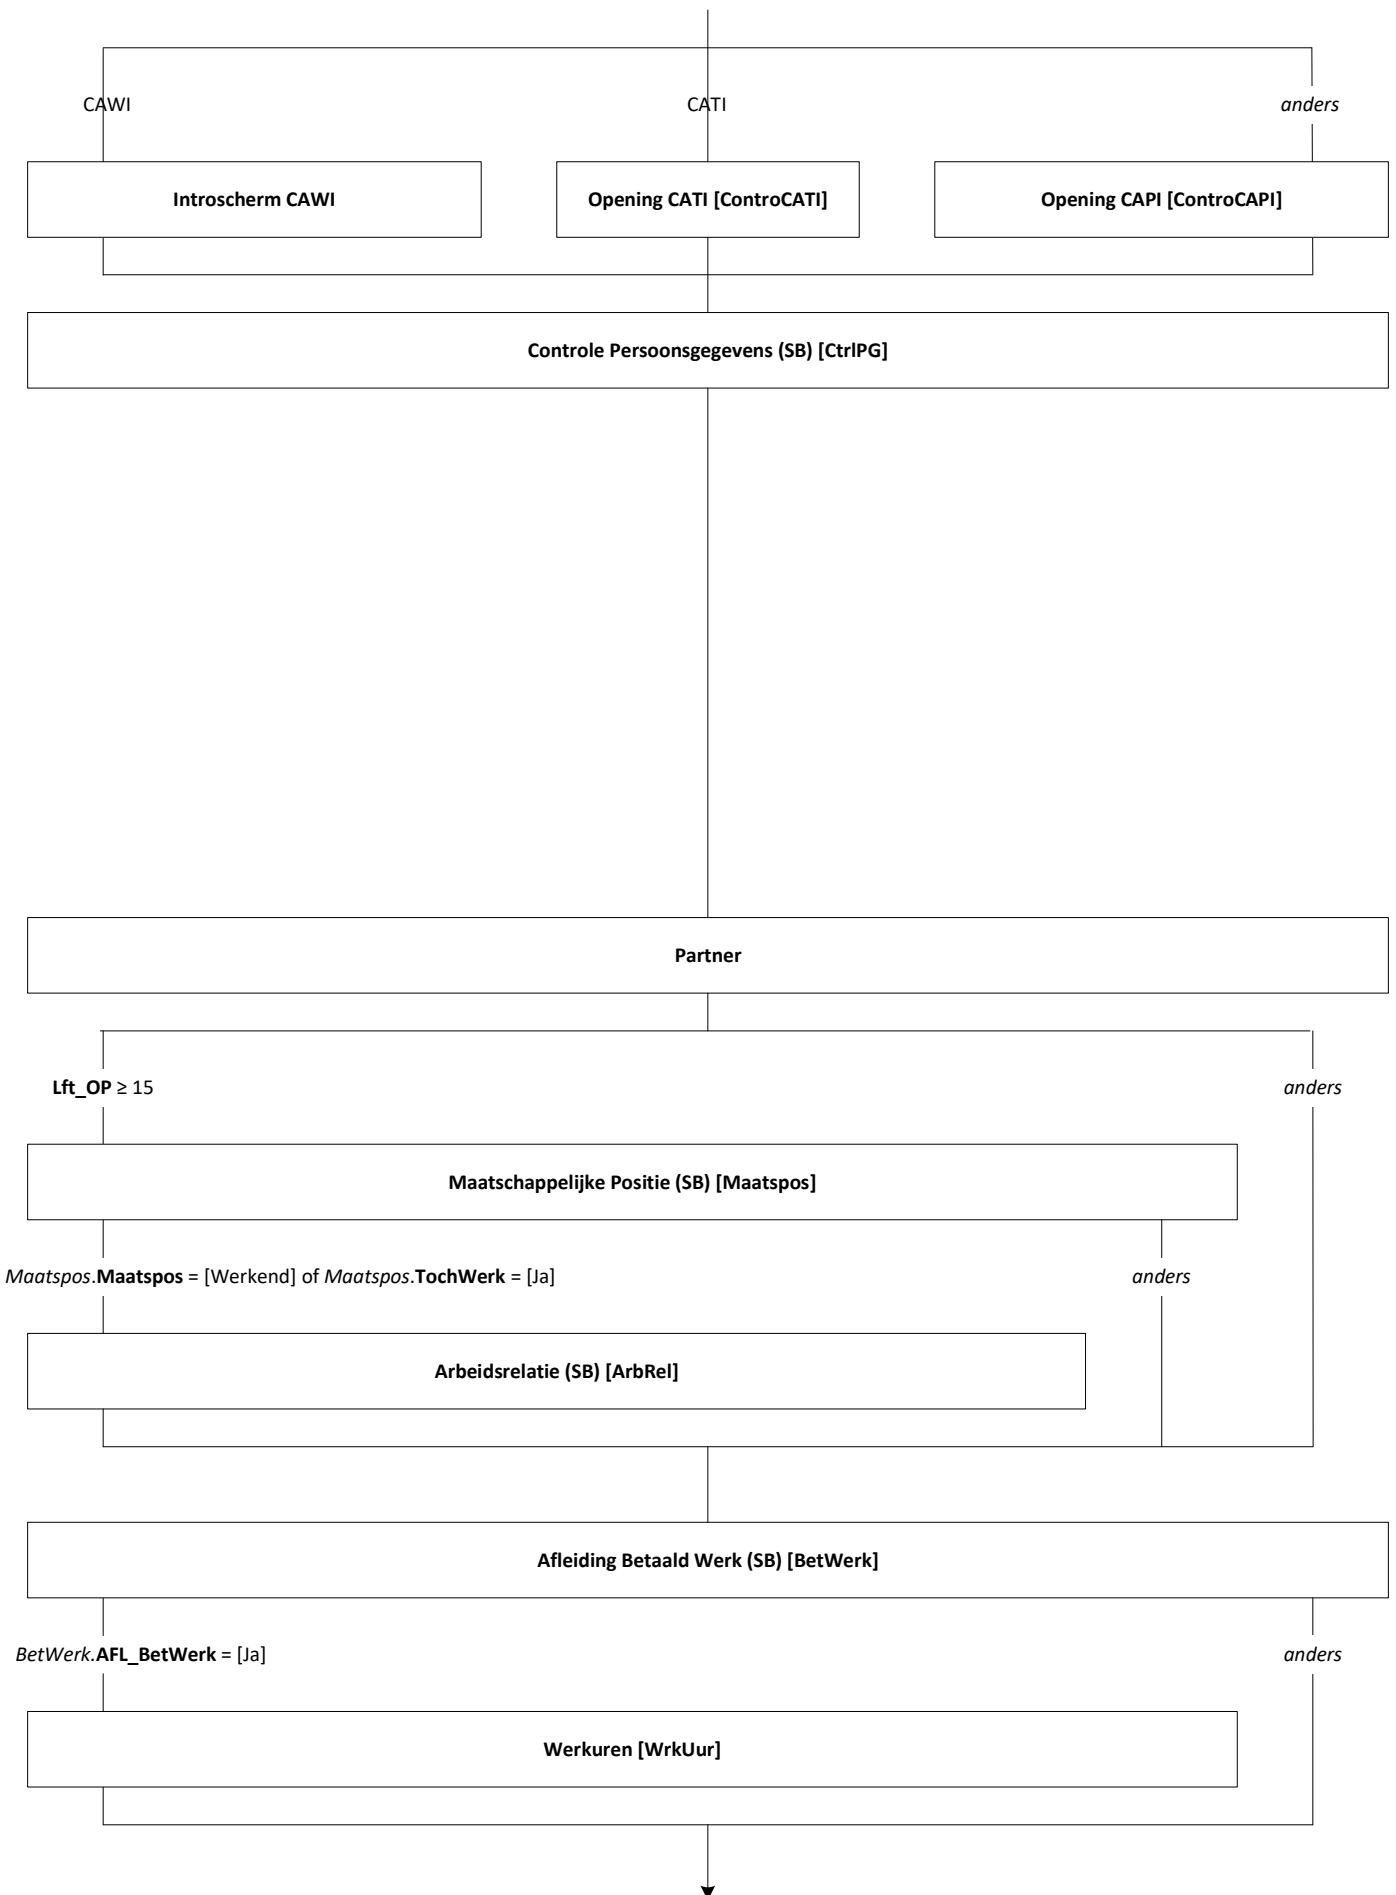 CAWI
CATI
anders
Introscherm CAWI
Opening CATI [ControCATI]
Opening CAPI [ControCAPI]
Controle Persoonsgegevens (SB) [CtrlPG]
Partner
Lft_OP ≥ 15
anders
Maatschappelijke Positie (SB) [Maatspos]
Maatspos.Maatspos = [Werkend] of Maatspos.TochWerk = [Ja]
anders
Arbeidsrelatie (SB) [ArbRel]
Afleiding Betaald Werk (SB) [BetWerk]
BetWerk.AFL_BetWerk = [Ja]
anders
Werkuren [WrkUur]